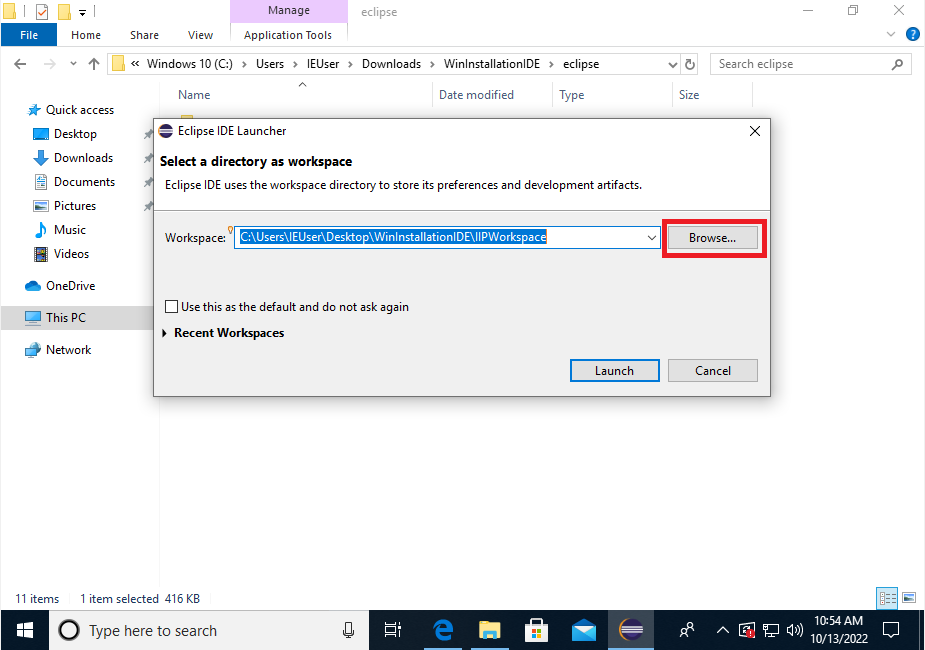 Manage
eclipse
File
Home
Share
View
Application Tools
« Windows 10 (C:) > Users > IEUser > Downloads > WinInstallationIDE > eclipse
Search eclipse
Name
Date modified
Type
Size
Quick access
Desktop
Downloads
Documents
Pictures
Music
Videos
OneDrive
This PC
Network
Eclipse IDE Launcher
Select a directory as workspace
Eclipse IDE uses the workspace directory to store its preferences and development artifacts.
Workspace: C:\Users\IEUser\Desktop\WinInstallationIDE\IIPWorkspace
Browse...
Use this as the default and do not ask again
Recent Workspaces
Launch
Cancel
11 items
1 item selected 416 KB
Type here to search
10:54 AM
10/13/2022